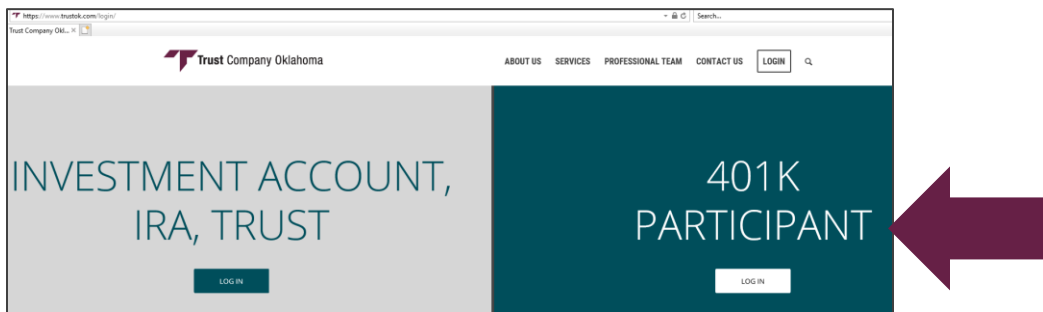 https://www.trustok.com/login/
Search...
Trust Company Okl...
Trust Company Oklahoma
ABOUT US SERVICES PROFESSIONAL TEAM CONTACT US LOGIN
INVESTMENT ACCOUNT,
IRA, TRUST
LOG IN
401K
PARTICIPANT
LOG IN